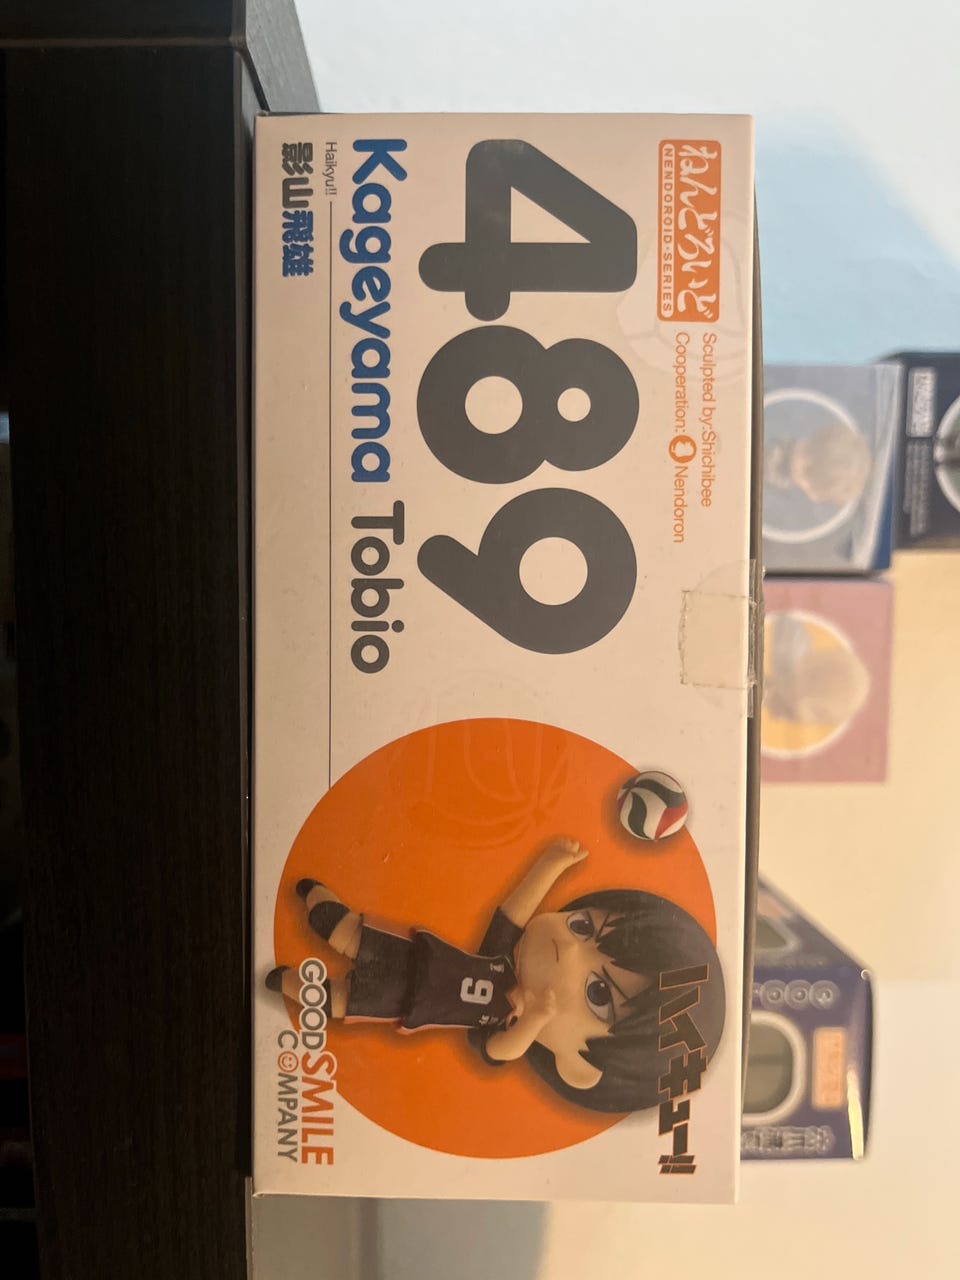 ねんどろいど
NENDOROID·SERIES
Sculpted by:Shichibee
Cooperation: Nendoron
489
Kageyama Tobio
Haikyu!!
影山飛雄
ハイキュー!!
9
GOODSMILE
COMPANY